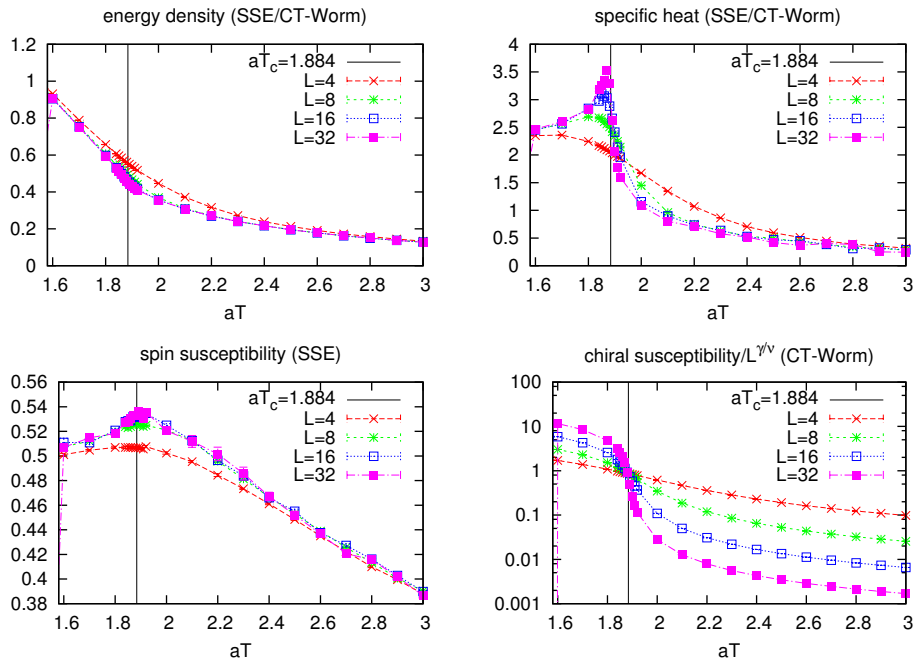 energy density (SSE/CT-Worm)
1.2
1
0.8
0.6
0.4
0.2
0
aTc=1.884
L=4
L=8
L=16
L=32
1.6 1.8 2 2.2 2.4 2.6 2.8 3
aT
specific heat (SSE/CT-Worm)
4
3.5
3
2.5
2
1.5
1
0.5
0
aTc=1.884
L=4
L=8
L=16
L=32
1.6 1.8 2 2.2 2.4 2.6 2.8 3
aT
spin susceptibility (SSE)
0.56
0.54
0.52
0.5
0.48
0.46
0.44
0.42
0.4
0.38
aTc=1.884
L=4
L=8
L=16
L=32
1.6 1.8 2 2.2 2.4 2.6 2.8 3
aT
chiral susceptibility/L^γ/ν (CT-Worm)
100
10
1
0.1
0.01
0.001
aTc=1.884
L=4
L=8
L=16
L=32
1.6 1.8 2 2.2 2.4 2.6 2.8 3
aT